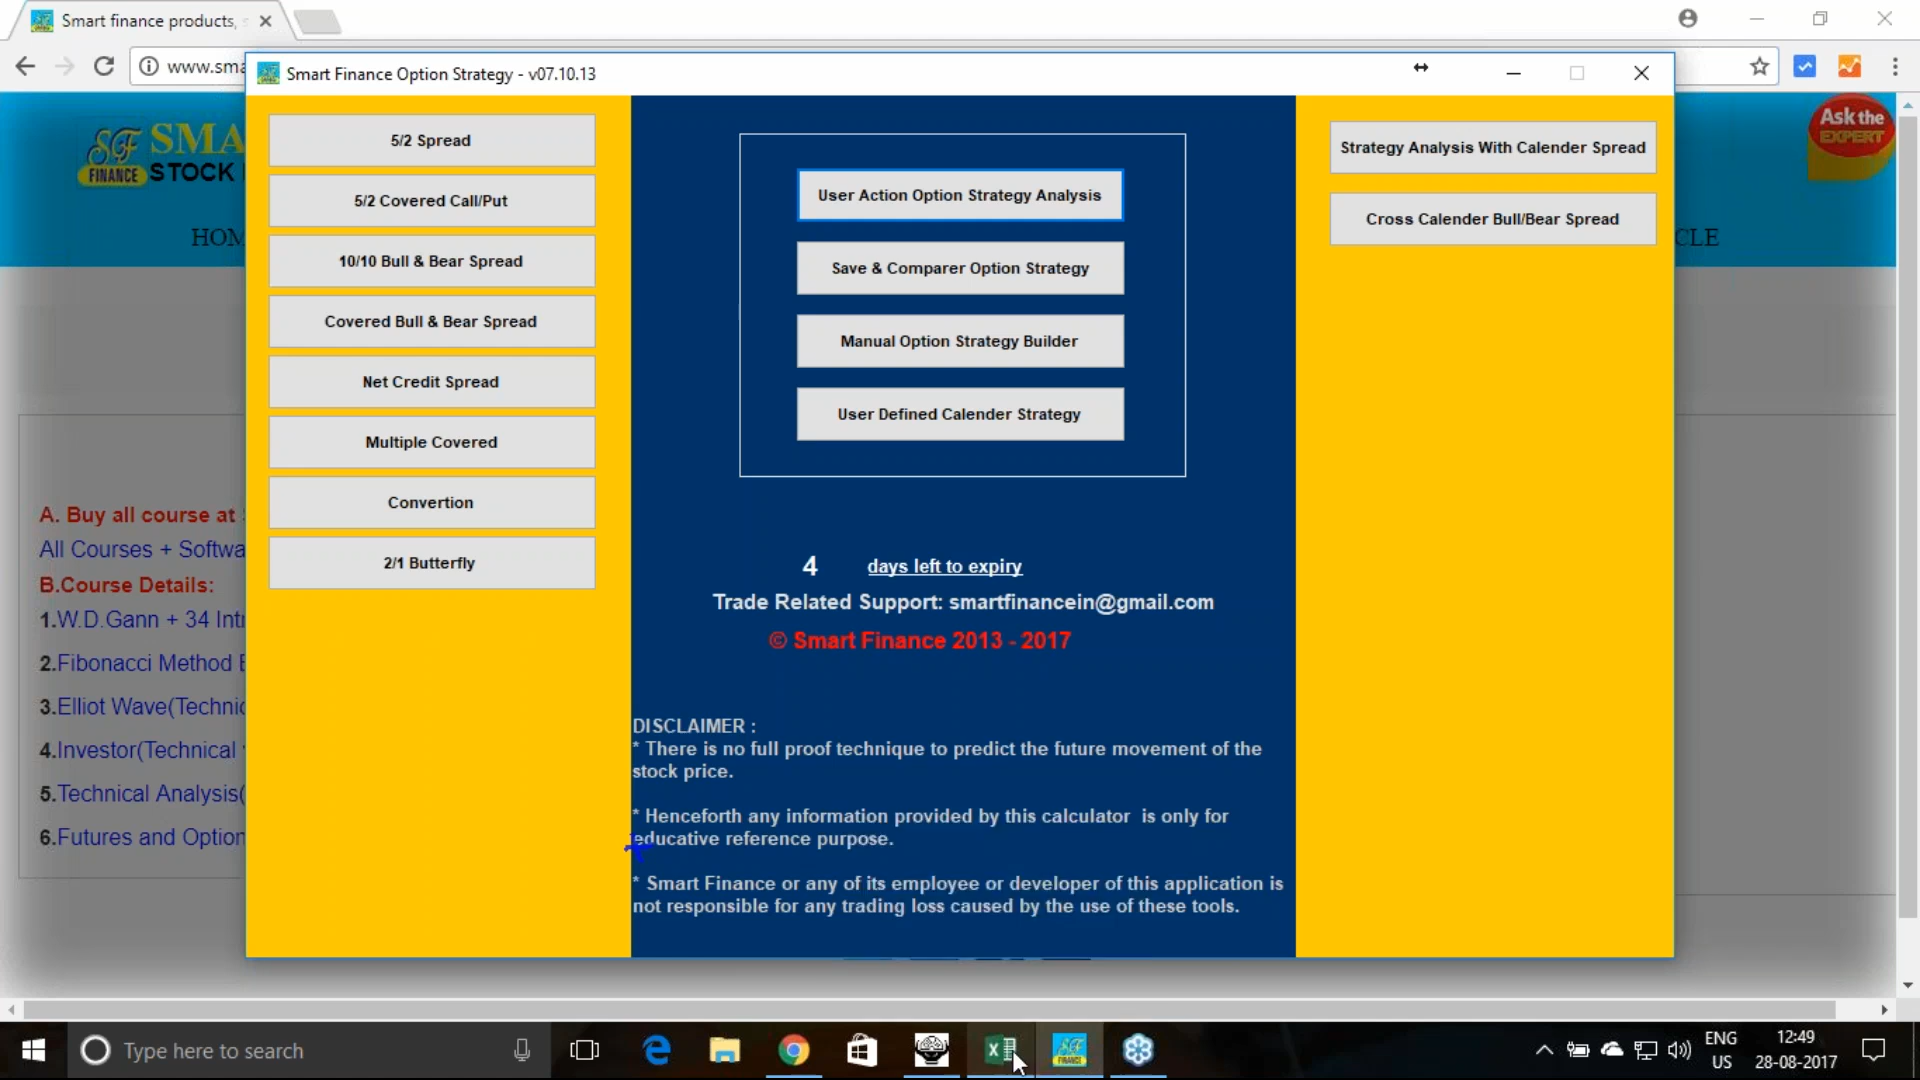 Smart finance products,
www.sma
Smart Finance Option Strategy - v07.10.13
SF
FINANCE
SMA
STOCK
Ask the
EXPERT
HOM
CLE
5/2 Spread
5/2 Covered Call/Put
10/10 Bull & Bear Spread
Covered Bull & Bear Spread
Net Credit Spread
Multiple Covered
Convertion
2/1 Butterfly
User Action Option Strategy Analysis
Save & Comparer Option Strategy
Manual Option Strategy Builder
User Defined Calender Strategy
Strategy Analysis With Calender Spread
Cross Calender Bull/Bear Spread
A. Buy all course at
All Courses + Softwa
B.Course Details:
1.W.D.Gann + 34 Int
2.Fibonacci Method
3.Elliot Wave(Technic
4.Investor(Technical
5.Technical Analysis(
6.Futures and Option
4 days left to expiry
Trade Related Support: smartfinancein@gmail.com
© Smart Finance 2013 - 2017
DISCLAIMER :
* There is no full proof technique to predict the future movement of the
stock price.
* Henceforth any information provided by this calculator is only for
educative reference purpose.
* Smart Finance or any of its employee or developer of this application is
not responsible for any trading loss caused by the use of these tools.
Type here to search
SF
FINANCE
ENG
US
12:49
28-08-2017